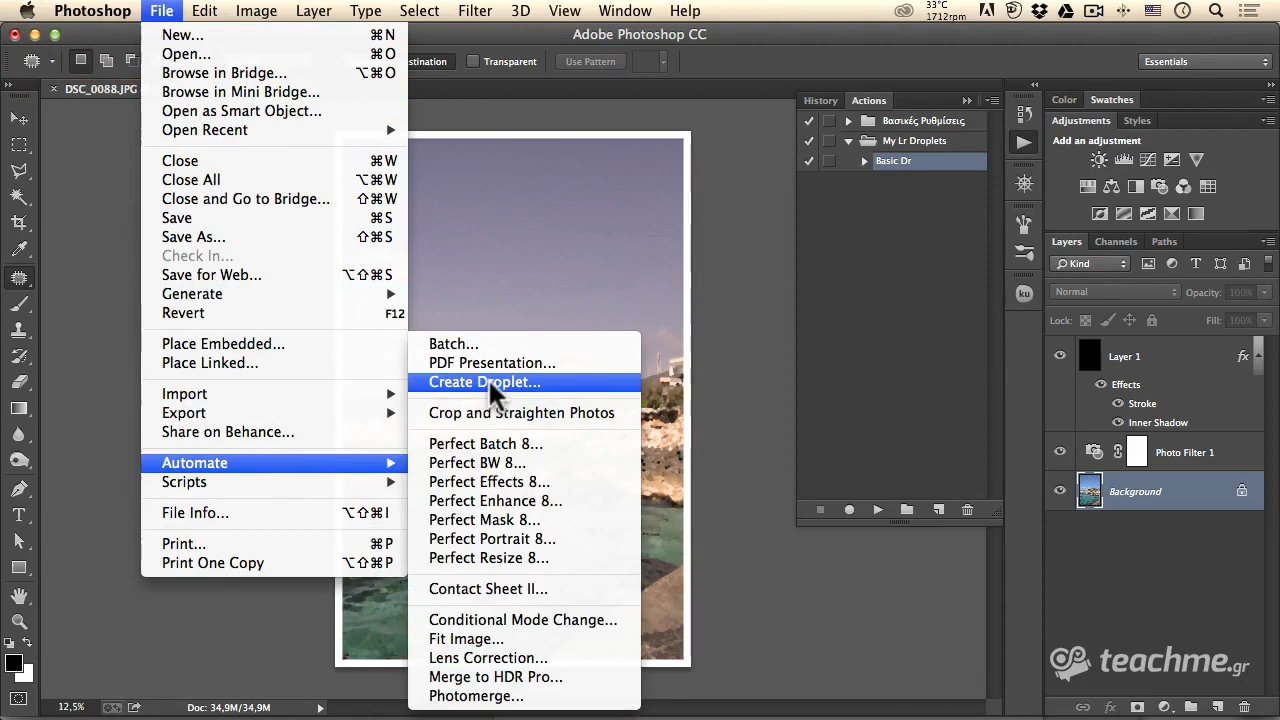 Photoshop File Edit Image Layer Type Select Filter 3D View Window Help 33°C 1712rpm
Adobe Photoshop CC
stination Transparent Use Pattern Essentials
DSC_0088.JPG
New... ⌘N
Open... ⌘O
Browse in Bridge... ⌥⌘O
Browse in Mini Bridge...
Open as Smart Object...
Open Recent
Close ⌘W
Close All ⌥⌘W
Close and Go to Bridge... ⇧⌘W
Save ⌘S
Save As... ⇧⌘S
Check In...
Save for Web... ⌥⇧⌘S
Generate
Revert F12
Place Embedded...
Place Linked...
Import
Export
Share on Behance...
Automate
Scripts
File Info... ⌥⇧⌘I
Print... ⌘P
Print One Copy ⌥⇧⌘P
Batch...
PDF Presentation...
Create Droplet...
Crop and Straighten Photos
Perfect Batch 8...
Perfect BW 8...
Perfect Effects 8...
Perfect Enhance 8...
Perfect Mask 8...
Perfect Portrait 8...
Perfect Resize 8...
Contact Sheet II...
Conditional Mode Change...
Fit Image...
Lens Correction...
Merge to HDR Pro...
Photomerge...
History Actions
Βασικές Ρυθμίσεις
My Lr Droplets
Basic Dr
ku
Color Swatches
Adjustments Styles
Add an adjustment
Layers Channels Paths
Kind
Normal Opacity: 100%
Lock: Fill: 100%
Layer 1 fx
Effects
Stroke
Inner Shadow
Photo Filter 1
Background
teachme.gr
12,5% Doc: 34,9M/34,9M
fx